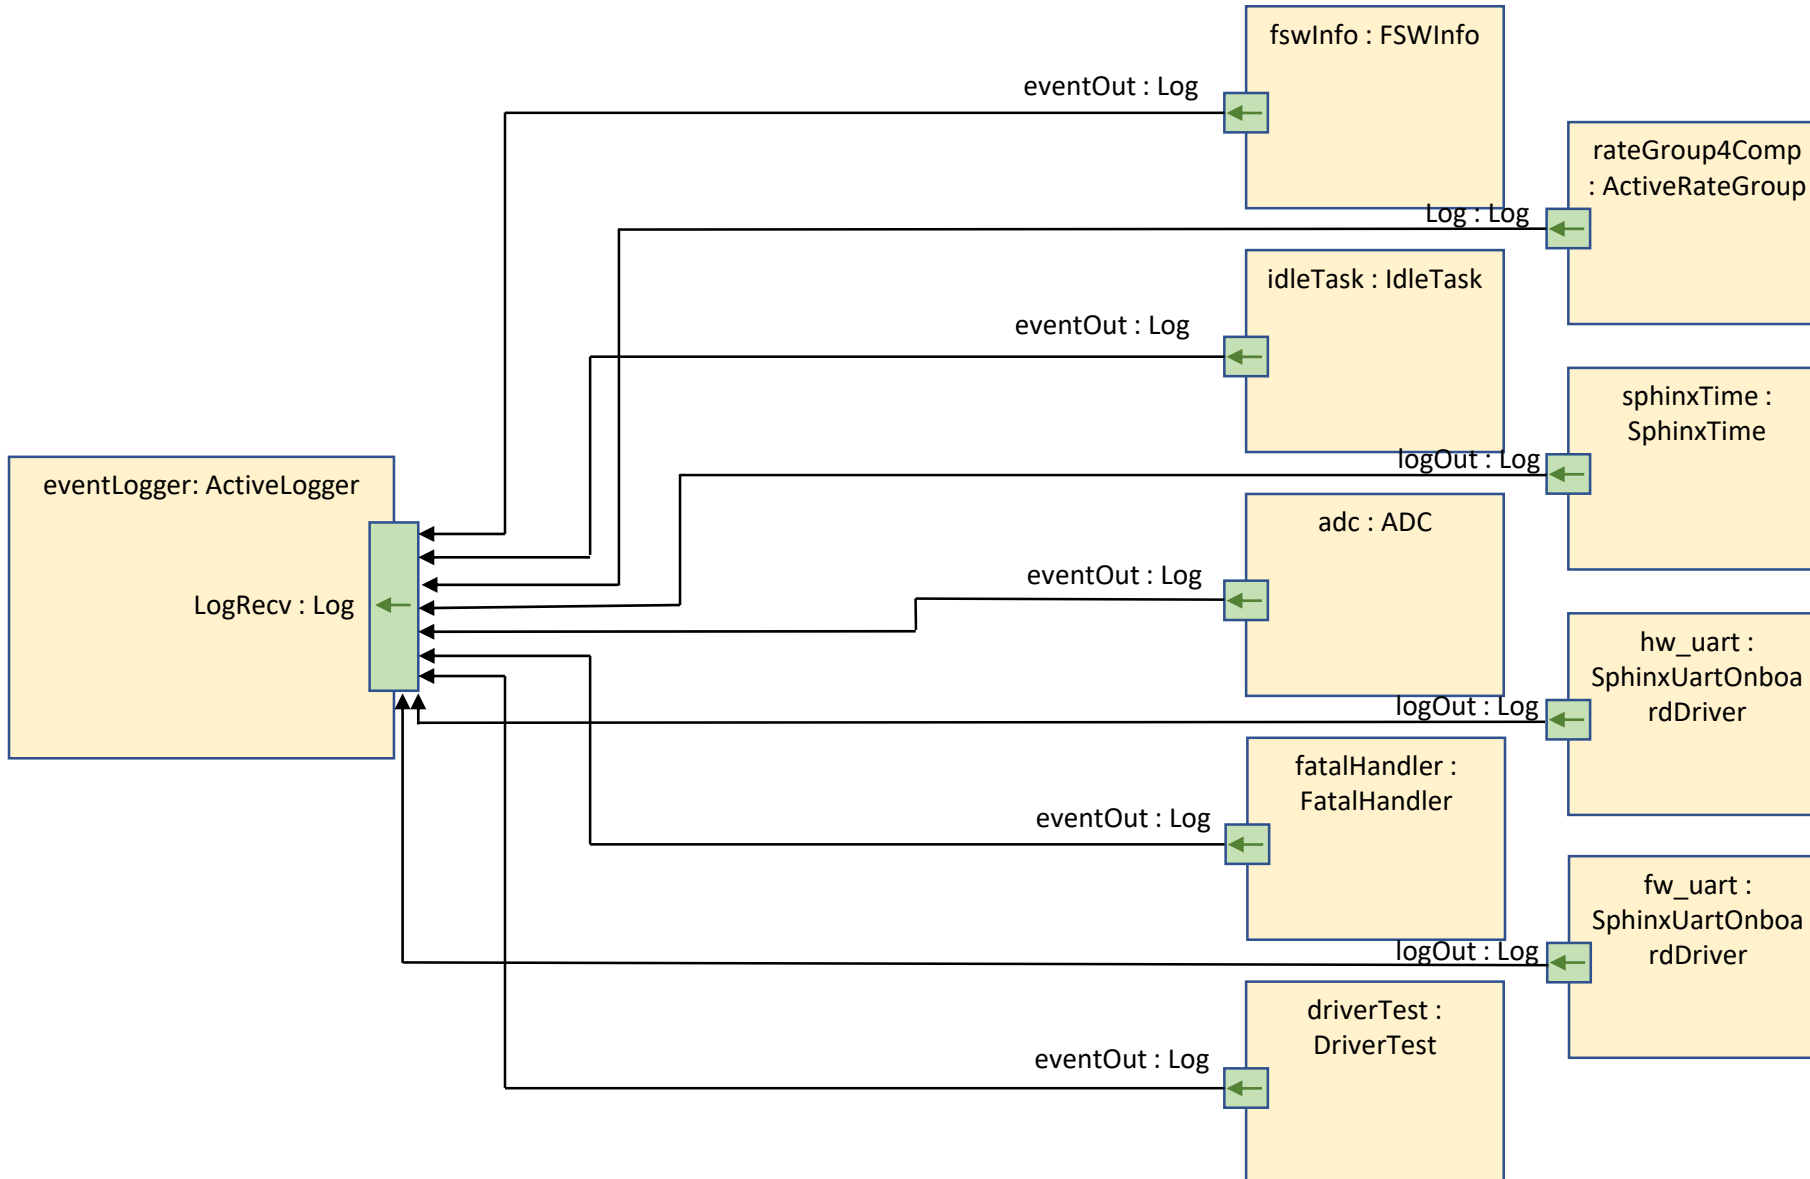 fswInfo : FSWInfo
eventOut : Log
rateGroup4Comp
: ActiveRateGroup
Log : Log
idleTask : IdleTask
eventOut : Log
sphinxTime :
SphinxTime
logOut : Log
eventLogger: ActiveLogger
LogRecv : Log
adc : ADC
eventOut : Log
hw_uart :
SphinxUartOnboa
rdDriver
logOut : Log
fatalHandler :
FatalHandler
eventOut : Log
fw_uart :
SphinxUartOnboa
rdDriver
logOut : Log
driverTest :
DriverTest
eventOut : Log